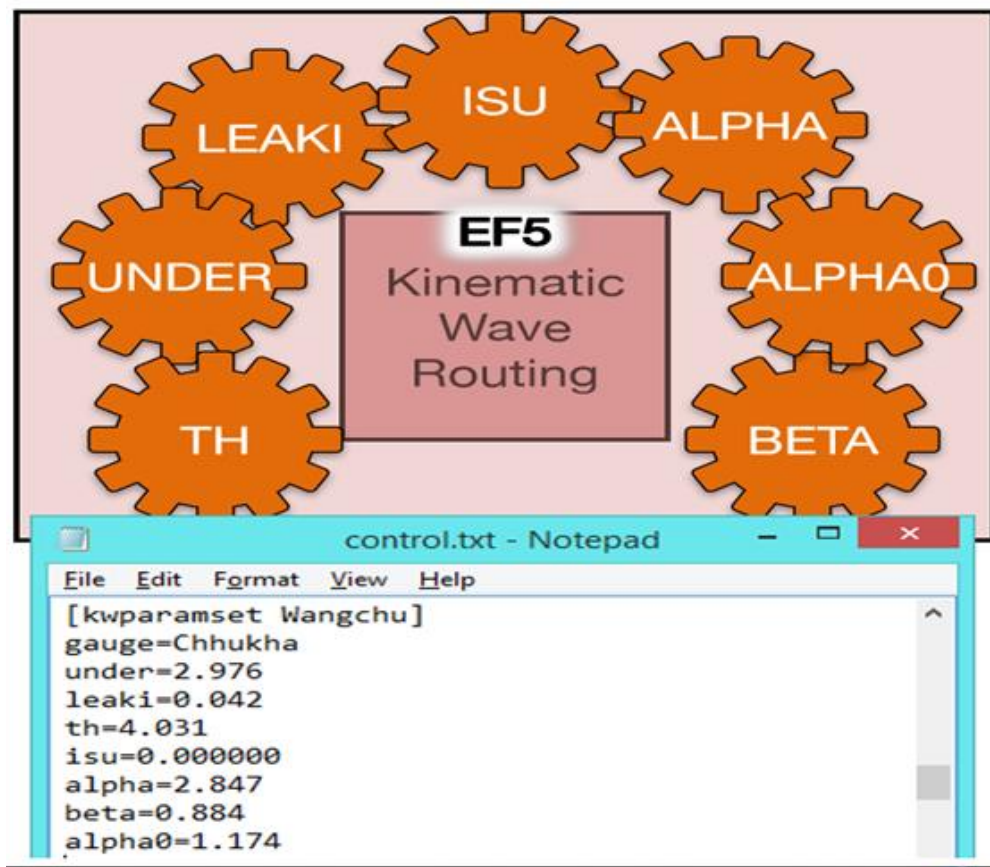 ISU
LEAKI
ALPHA
EF5
UNDER
Kinematic
ALPHA0
Wave
Routing
TH
BETA
control.txt - Notepad
File Edit Format View Help
[kwparamset Wangchu]
gauge=Chhukha
under=2.976
leaki=0.042
th=4.031
isu=0.000000
alpha=2.847
beta=0.884
alpha0=1.174